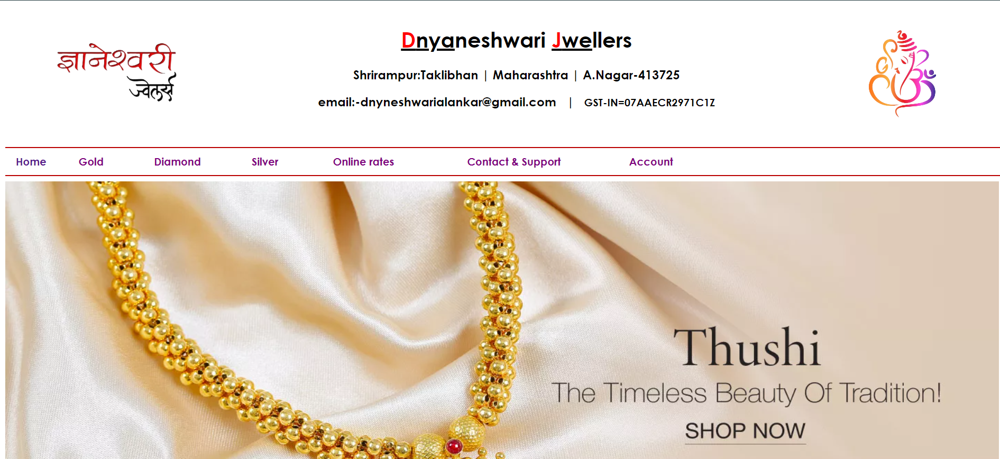 ज्ञानेश्वरी
ज्वेलर्स
Dnyaneshwari Jwellers
Shrirampur:Taklibhan | Maharashtra | A.Nagar-413725
email:-dnyneshwarialankar@gmail.com | GST-IN=07AAECR2971C1Z
Home Gold Diamond Silver Online rates Contact & Support Account
Thushi
The Timeless Beauty Of Tradition!
SHOP NOW